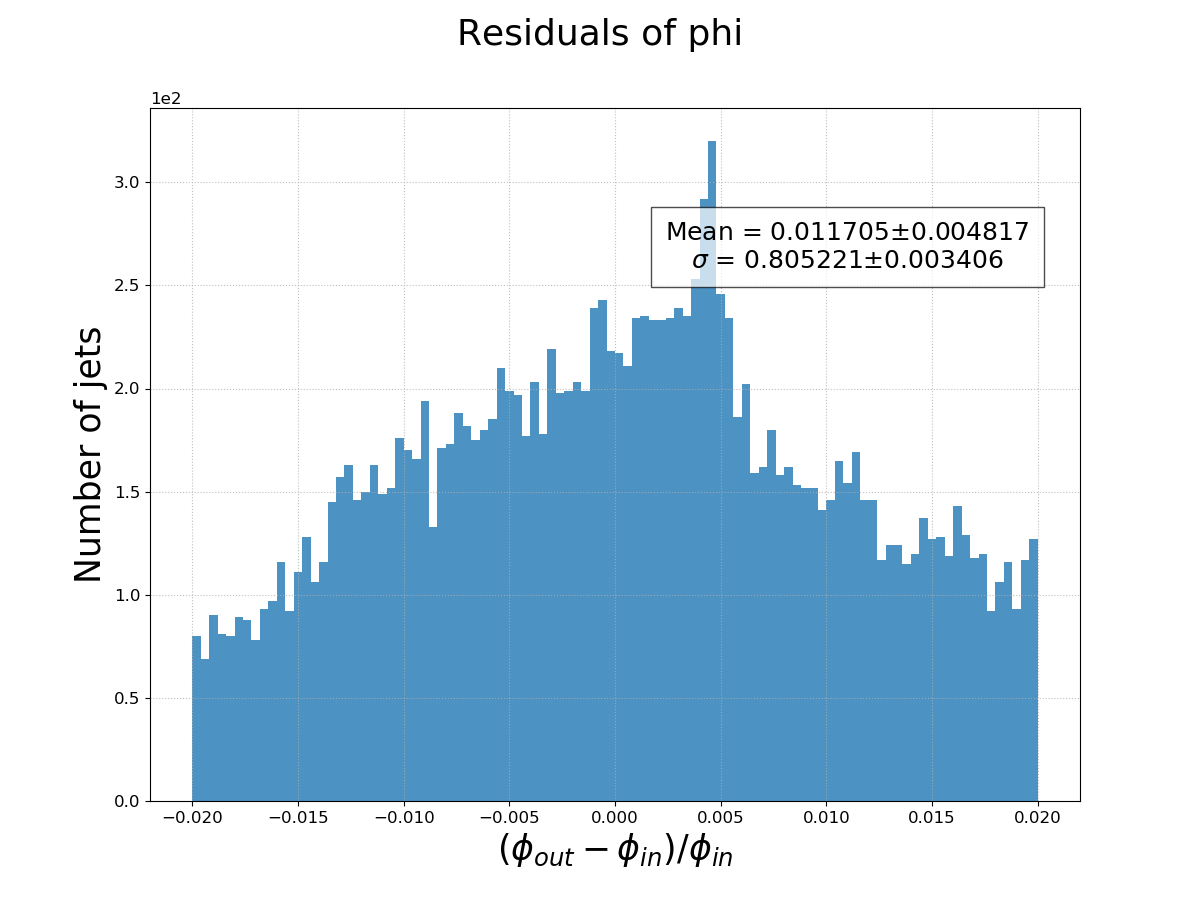 Residuals of phi
1e2
3.0
2.5
2.0
1.5
1.0
0.5
0.0
Number of jets
Mean = 0.011705±0.004817
σ = 0.805221±0.003406
−0.020 −0.015 −0.010 −0.005 0.000 0.005 0.010 0.015 0.020
(ϕout − ϕin)/ϕin